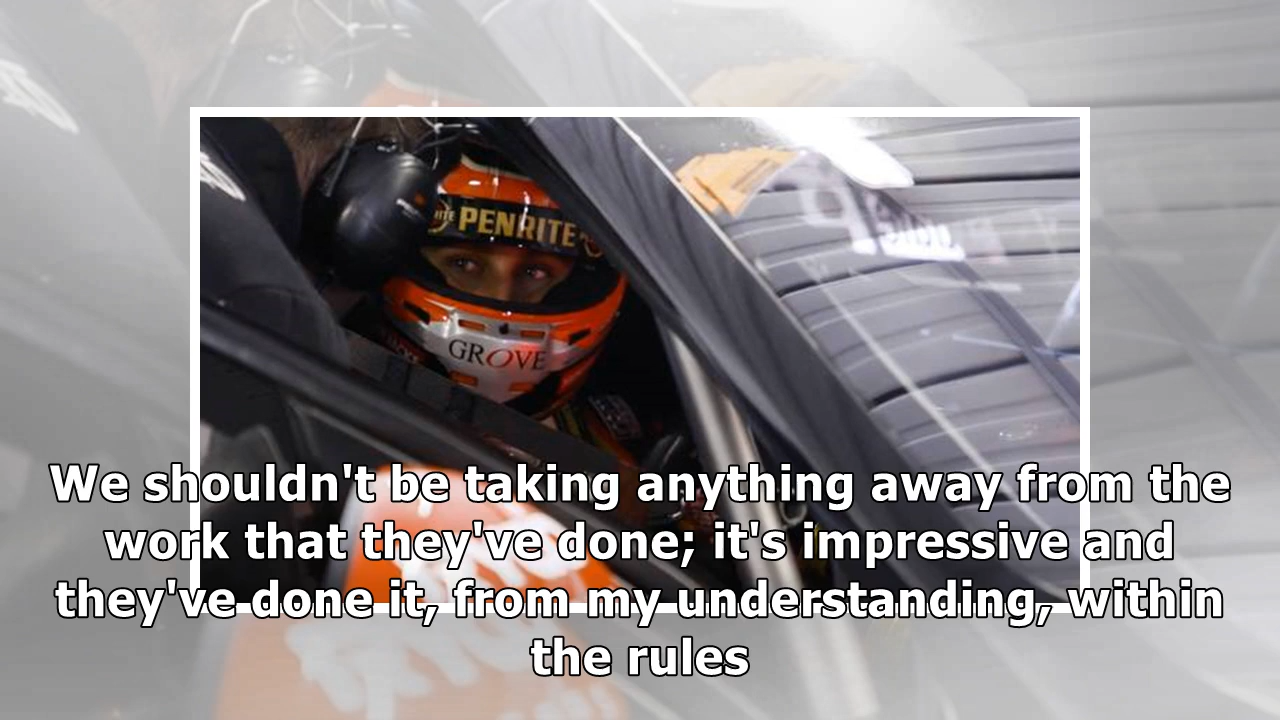 PENRITE
GROVE
We shouldn't be taking anything away from the
work that they've done; it's impressive and
they've done it, from my understanding, within
the rules